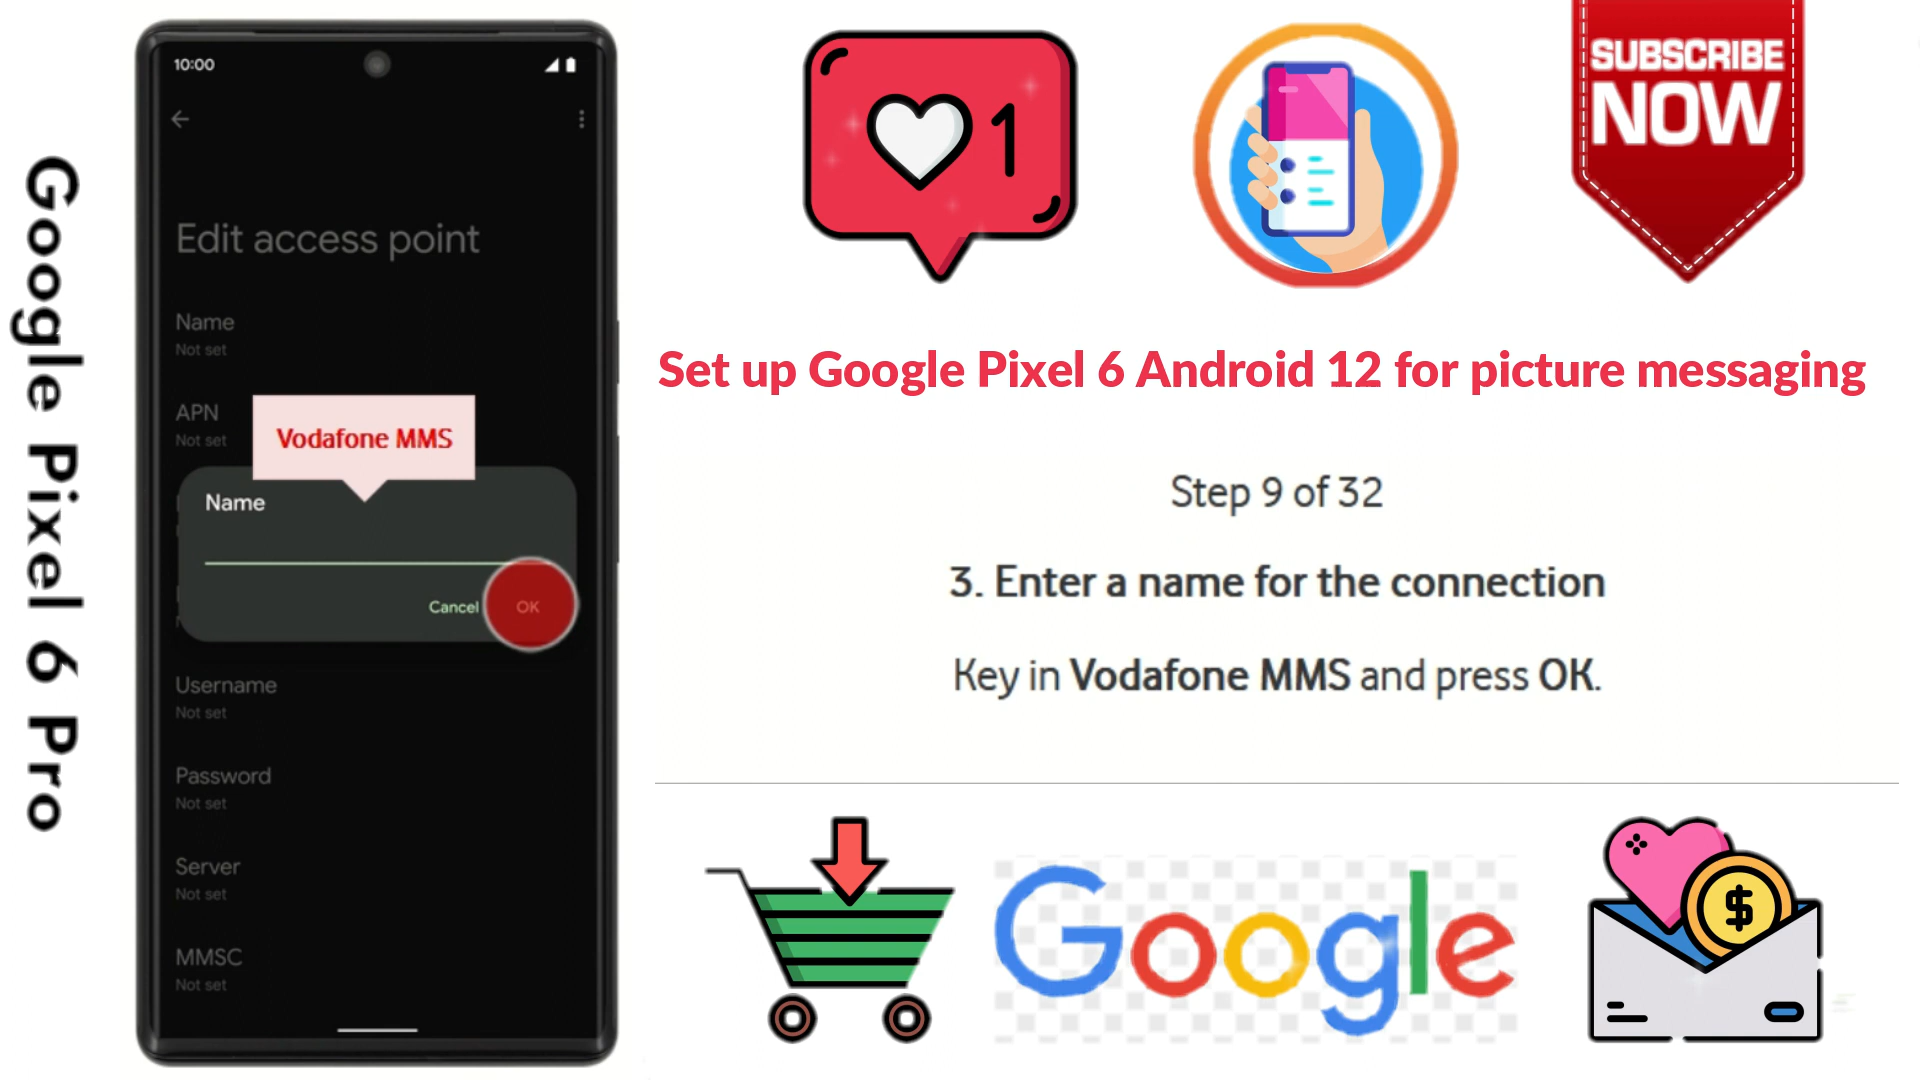 Google Pixel 6 Pro
10:00
Edit access point
Name
Not set
APN
Not set
Vodafone MMS
Name
Cancel
OK
Username
Not set
Password
Not set
Server
Not set
MMSC
Not set
1
SUBSCRIBE
NOW
Set up Google Pixel 6 Android 12 for picture messaging
Step 9 of 32
3. Enter a name for the connection
Key in Vodafone MMS and press OK.
Google
$